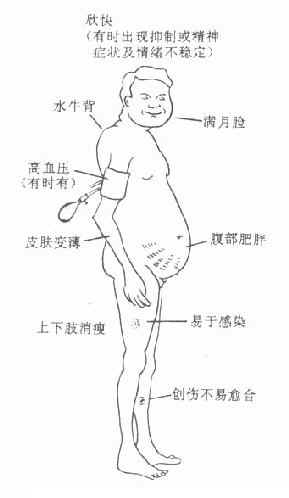 欣快
(有时出现抑制或精神
症状及情绪不稳定)
水牛背
满月脸
高血压
(有时有)
皮肤变薄
腹部肥胖
上下肢消瘦
易于感染
创伤不易愈合